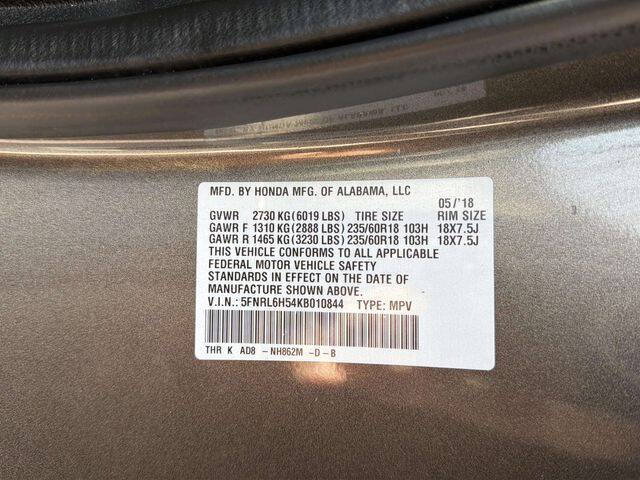 MFD. BY HONDA MFG. OF ALABAMA, LLC
05/'18
GVWR 2730 KG(6019 LBS) TIRE SIZE RIM SIZE
GAWR F 1310 KG(2888 LBS) 235/60R18 103H 18X7.5J
GAWR R 1465 KG(3230 LBS) 235/60R18 103H 18X7.5J
THIS VEHICLE CONFORMS TO ALL APPLICABLE
FEDERAL MOTOR VEHICLE SAFETY
STANDARDS IN EFFECT ON THE DATE OF
MANUFACTURE SHOWN ABOVE.
V.I.N.: 5FNRL6H54KB010844 TYPE: MPV
THR K AD8 -NH862M -D-B